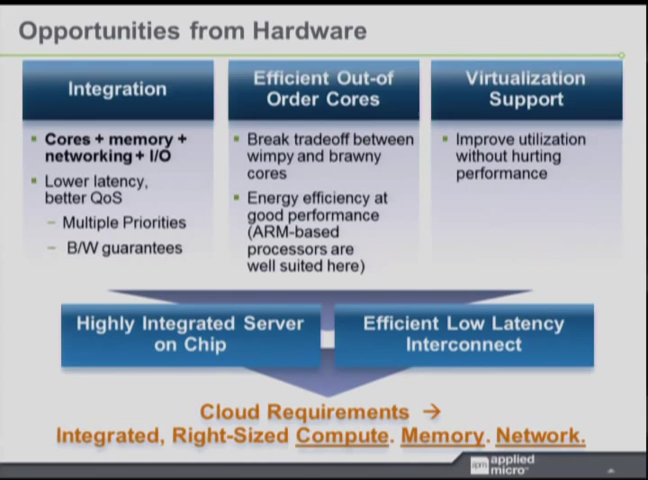 Opportunities from Hardware
Integration
Cores + memory +
networking + I/O
Lower latency,
better QoS
– Multiple Priorities
– B/W guarantees
Efficient Out-of
Order Cores
Break tradeoff between
wimpy and brawny
cores
Energy efficiency at
good performance
(ARM-based
processors are
well suited here)
Virtualization
Support
Improve utilization
without hurting
performance
Highly Integrated Server
on Chip
Efficient Low Latency
Interconnect
Cloud Requirements →
Integrated, Right-Sized Compute. Memory. Network.
apm applied
micro™